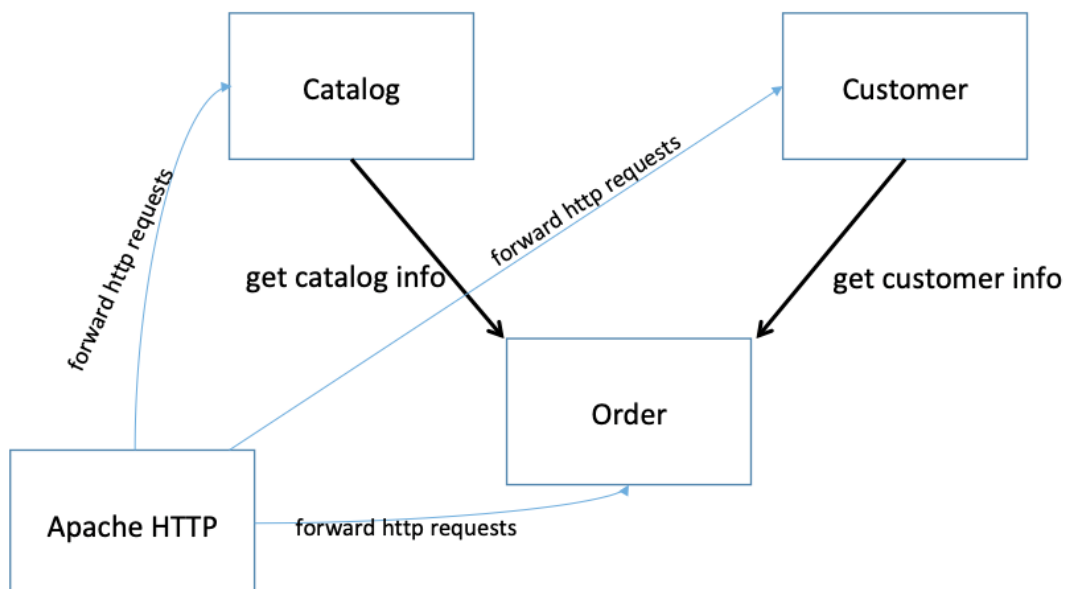 Catalog
Customer
forward http requests
forward http requests
get catalog info
get customer info
Order
Apache HTTP
forward http requests